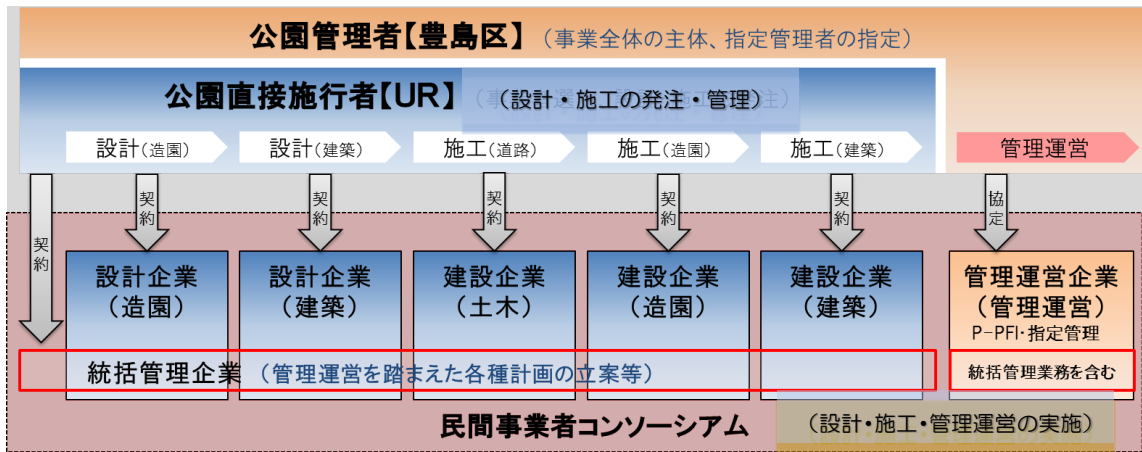 公園管理者【豊島区】（事業全体の主体、指定管理者の指定）
公園直接施行者【UR】（設計・施工の発注・管理）
設計(造園) 設計(建築) 施工(道路) 施工(造園) 施工(建築) 管理運営
契約 契約 契約 契約 契約 契約 協定
設計企業 設計企業 建設企業 建設企業 建設企業 管理運営企業
（造園） （建築） （土木） （造園） （建築） （管理運営）
P-PFI・指定管理
統括管理企業（管理運営を踏まえた各種計画の立案等） 統括管理業務を含む
民間事業者コンソーシアム（設計・施工・管理運営の実施）